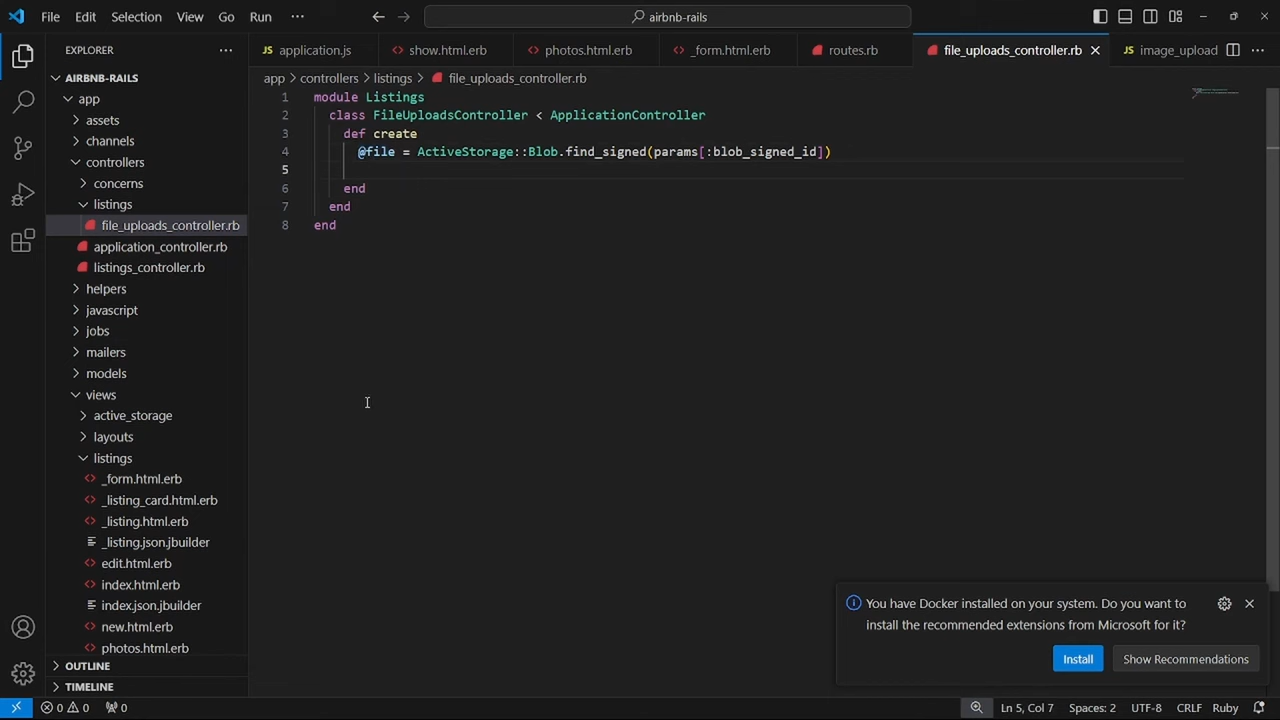 File Edit Selection View Go Run ··· airbnb-rails
EXPLORER ···
application.js show.html.erb photos.html.erb _form.html.erb routes.rb file_uploads_controller.rb image_upload ···
AIRBNB-RAILS
app
assets
channels
controllers
concerns
listings
file_uploads_controller.rb
application_controller.rb
listings_controller.rb
helpers
javascript
jobs
mailers
models
views
active_storage
layouts
listings
_form.html.erb
_listing_card.html.erb
_listing.html.erb
_listing.json.jbuilder
edit.html.erb
index.html.erb
index.json.jbuilder
new.html.erb
photos.html.erb
OUTLINE
TIMELINE
app > controllers > listings > file_uploads_controller.rb
1 module Listings
2 class FileUploadsController < ApplicationController
3 def create
4 @file = ActiveStorage::Blob.find_signed(params[:blob_signed_id])
5
6 end
7 end
8 end
You have Docker installed on your system. Do you want to
install the recommended extensions from Microsoft for it?
Install Show Recommendations
0 0 0 Ln 5, Col 7 Spaces: 2 UTF-8 CRLF Ruby